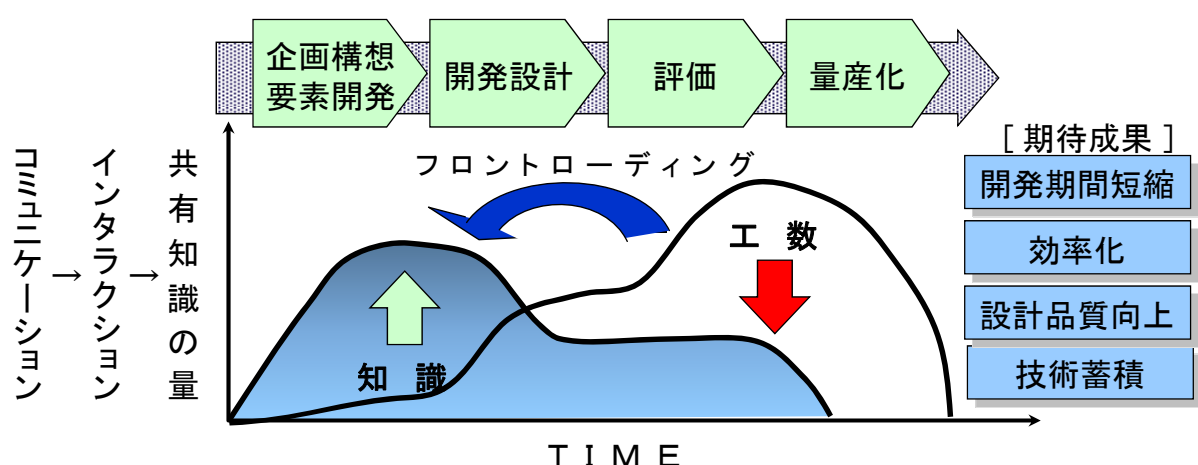 企画構想
要素開発
開発設計
評価
量産化
コミュニケーション
→
インタラクション
→
共有知識の量
フロントローディング
工 数
知 識
[ 期待成果 ]
開発期間短縮
効率化
設計品質向上
技術蓄積
ＴＩＭＥ